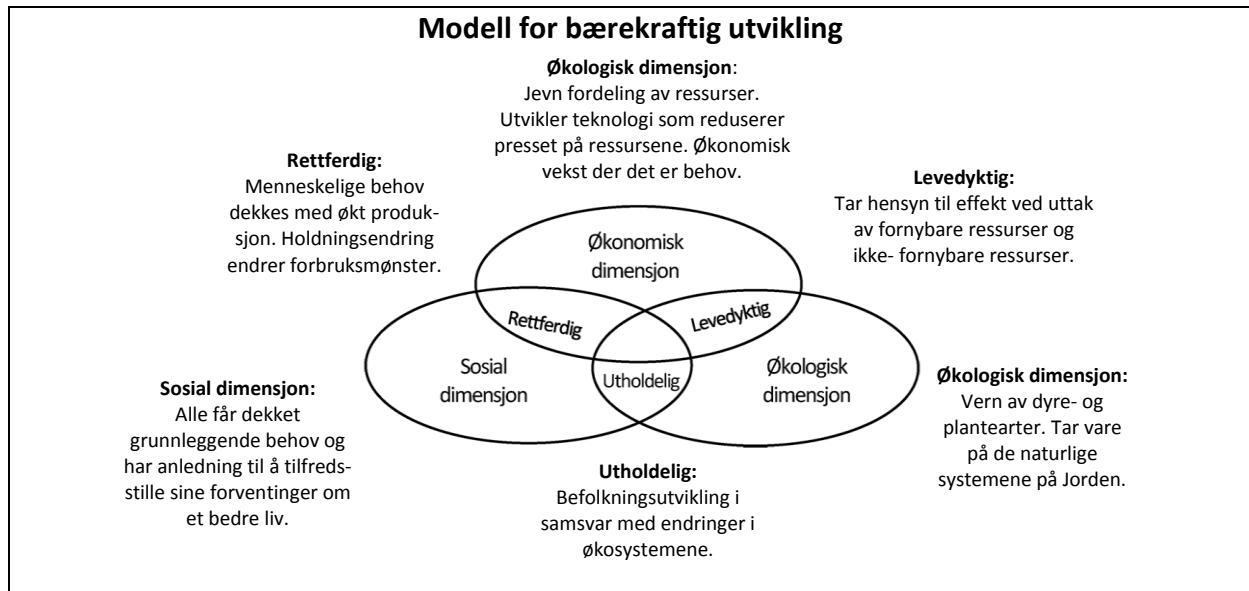 Modell for bærekraftig utvikling
Økologisk dimensjon:
Jevn fordeling av ressurser.
Utvikler teknologi som reduserer
presset på ressursene. Økonomisk
vekst der det er behov.
Rettferdig:
Menneskelige behov
dekkes med økt produk-
sjon. Holdningsendring
endrer forbruksmønster.
Levedyktig:
Tar hensyn til effekt ved uttak
av fornybare ressurser og
ikke- fornybare ressurser.
Økonomisk
dimensjon
Rettferdig
Levedyktig
Sosial
dimensjon
Utholdelig
Økologisk
dimensjon
Sosial dimensjon:
Alle får dekket
grunnleggende behov og
har anledning til å tilfreds-
stille sine forventinger om
et bedre liv.
Utholdelig:
Befolkningsutvikling i
samsvar med endringer i
økosystemene.
Økologisk dimensjon:
Vern av dyre- og
plantearter. Tar vare
på de naturlige
systemene på Jorden.